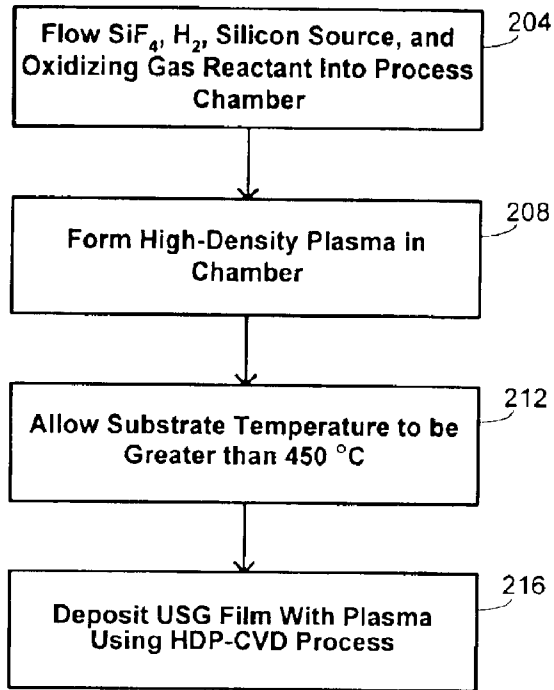 Flow SiF4, H2, Silicon Source, and
Oxidizing Gas Reactant Into Process
Chamber
204
Form High-Density Plasma in
Chamber
208
Allow Substrate Temperature to be
Greater than 450 °C
212
Deposit USG Film With Plasma
Using HDP-CVD Process
216